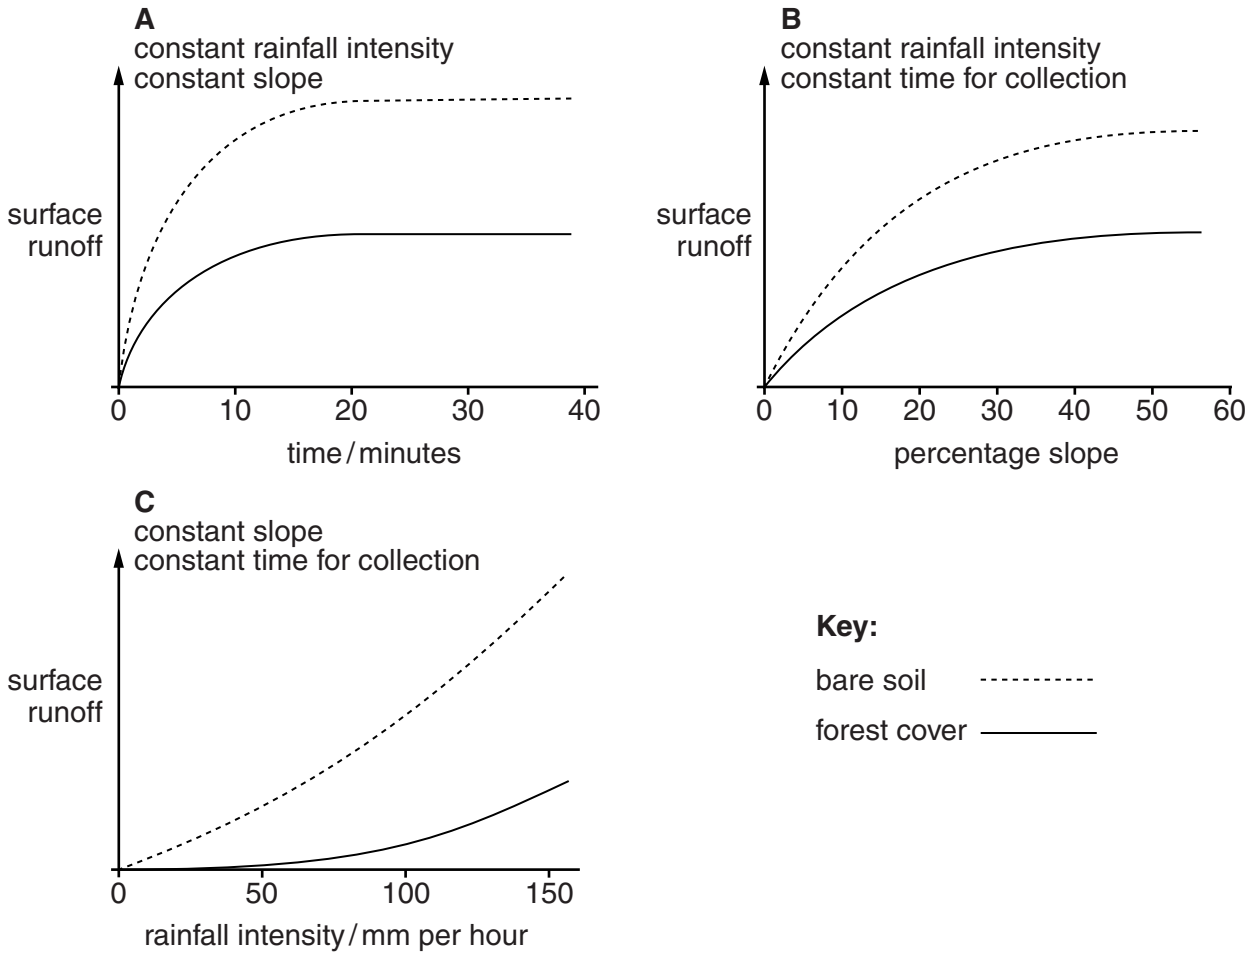 A
constant rainfall intensity
constant slope
surface
runoff
0 10 20 30 40
time / minutes
B
constant rainfall intensity
constant time for collection
surface
runoff
0 10 20 30 40 50 60
percentage slope
C
constant slope
constant time for collection
surface
runoff
0 50 100 150
rainfall intensity / mm per hour
Key:
bare soil
forest cover